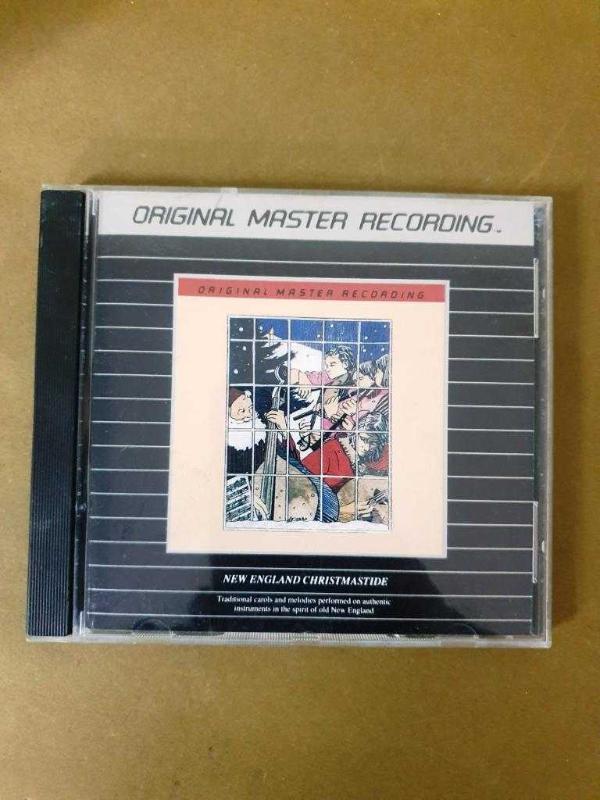 ORIGINAL MASTER RECORDING™
ORIGINAL MASTER RECORDING
NEW ENGLAND CHRISTMASTIDE
Traditional carols and melodies performed on authentic
instruments in the spirit of old New England